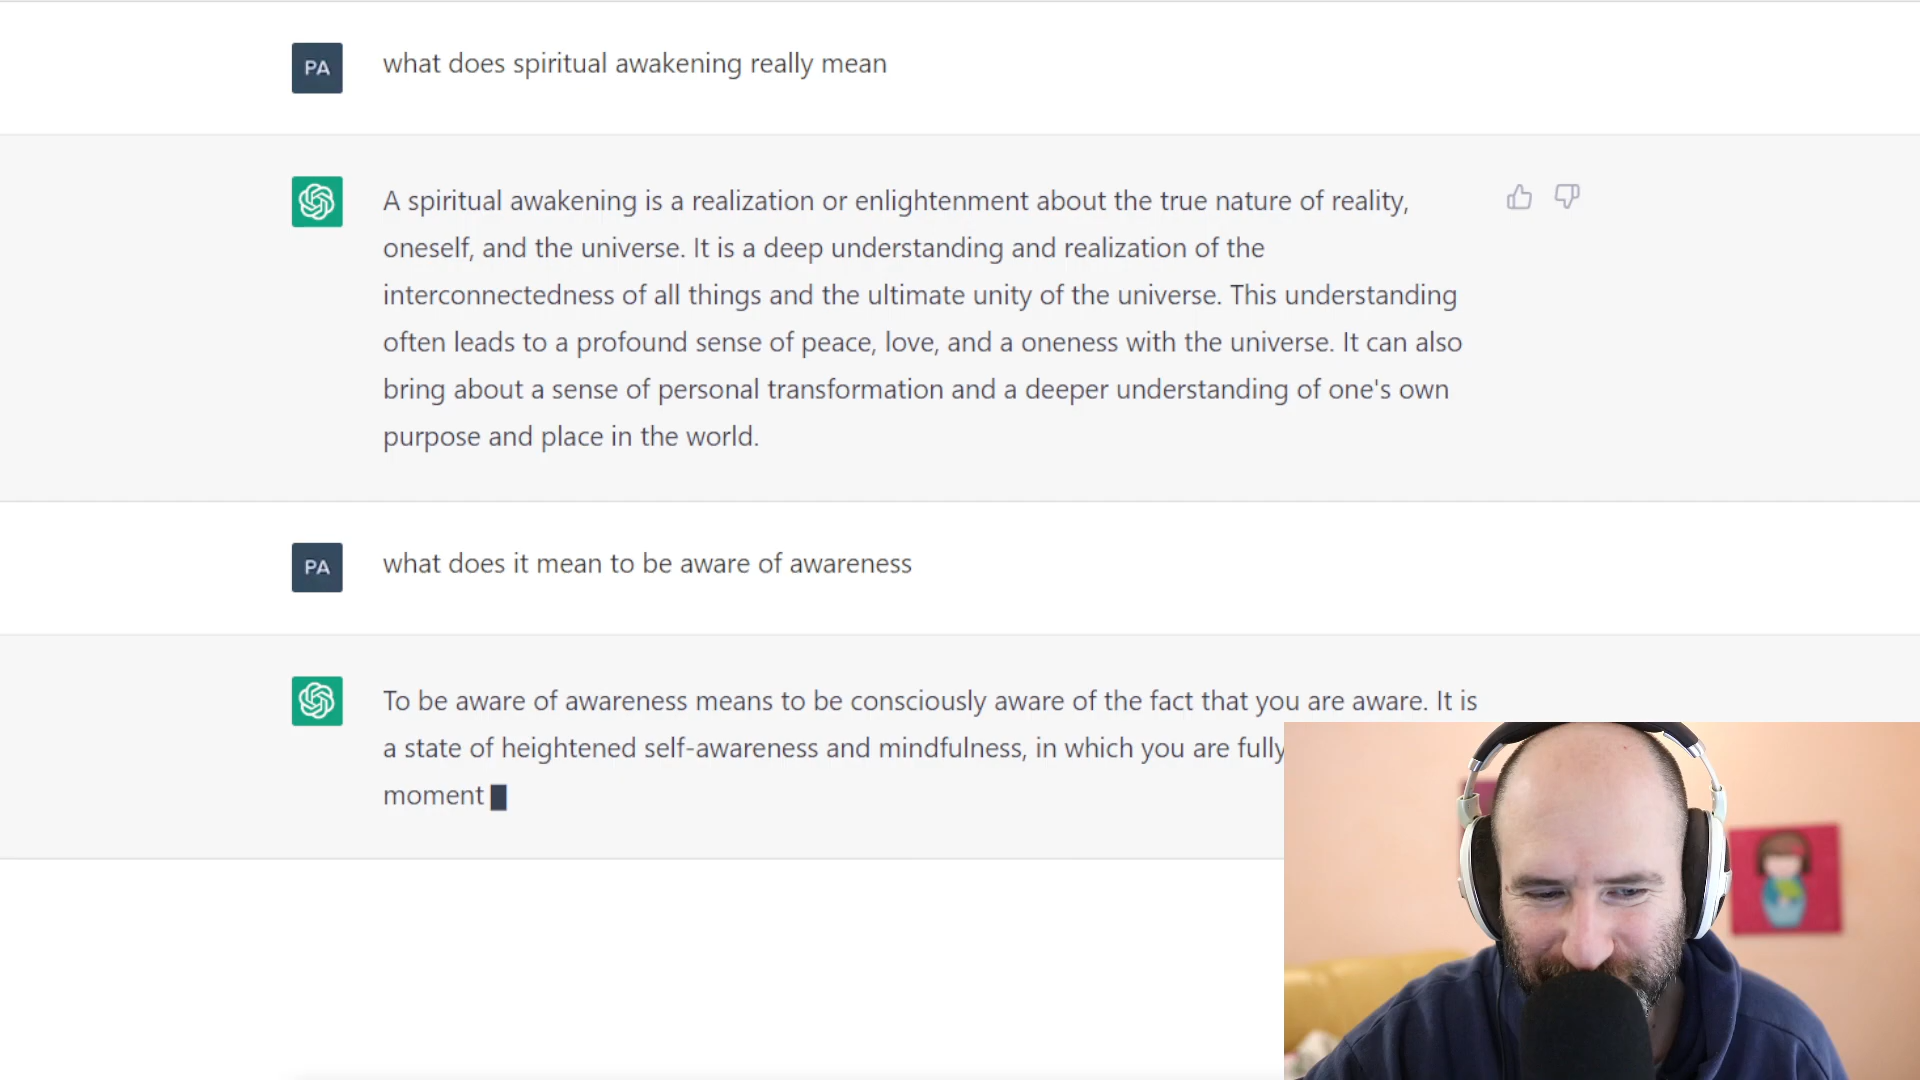 PA
what does spiritual awakening really mean
A spiritual awakening is a realization or enlightenment about the true nature of reality,
oneself, and the universe. It is a deep understanding and realization of the
interconnectedness of all things and the ultimate unity of the universe. This understanding
often leads to a profound sense of peace, love, and a oneness with the universe. It can also
bring about a sense of personal transformation and a deeper understanding of one's own
purpose and place in the world.
PA
what does it mean to be aware of awareness
To be aware of awareness means to be consciously aware of the fact that you are aware. It is
a state of heightened self-awareness and mindfulness, in which you are fully
moment